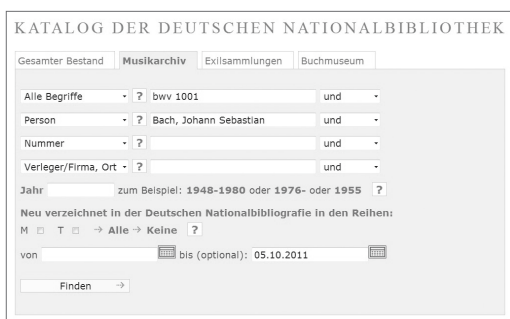 KATALOG DER DEUTSCHEN NATIONALBIBLIOTHEK
Gesamter Bestand Musikarchiv Exilsammlungen Buchmuseum
Alle Begriffe ? bwv 1001 und
Person ? Bach, Johann Sebastian und
Nummer ? und
Verleger/Firma, Ort ? und
Jahr zum Beispiel: 1948-1980 oder 1976- oder 1955 ?
Neu verzeichnet in der Deutschen Nationalbibliografie in den Reihen:
M T → Alle → Keine ?
von bis (optional): 05.10.2011
Finden →